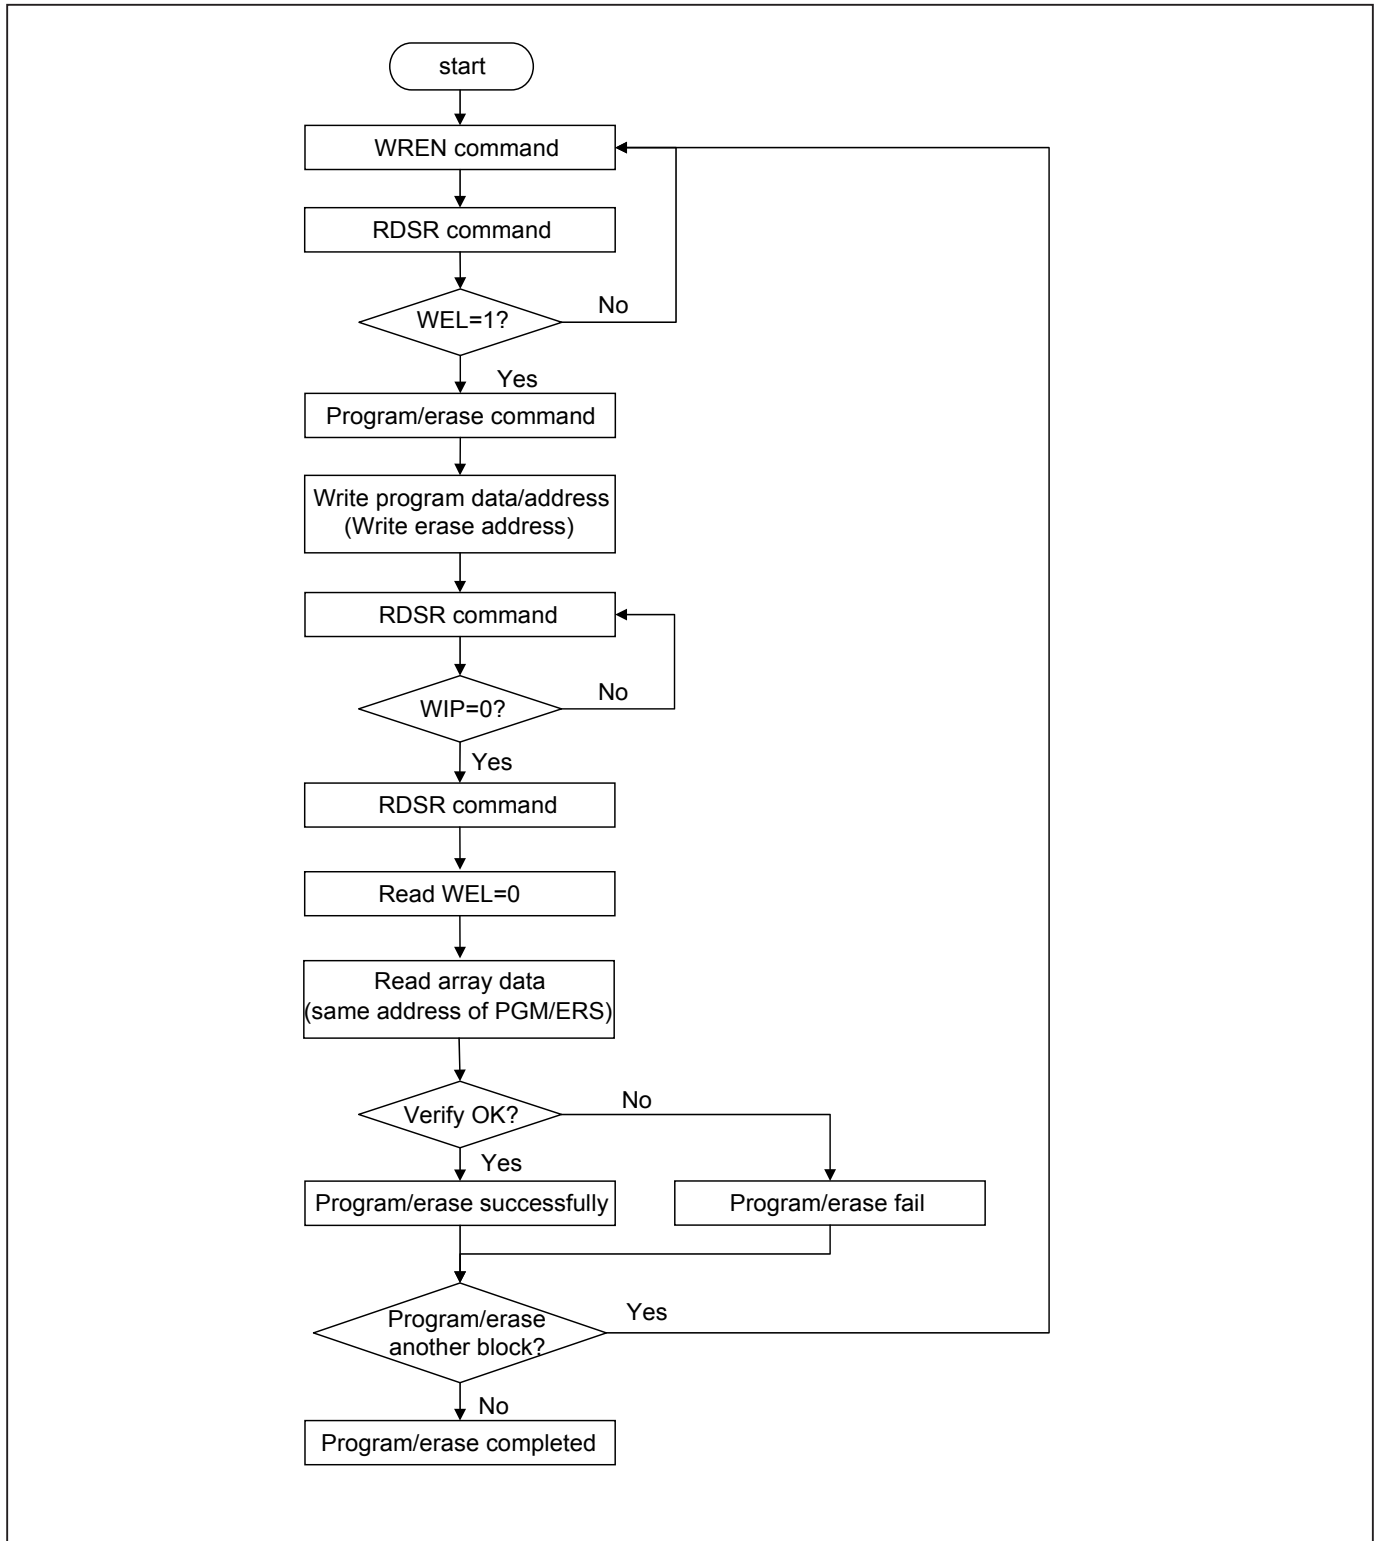 start
WREN command
RDSR command
WEL=1?
No
Yes
Program/erase command
Write program data/address
(Write erase address)
RDSR command
WIP=0?
No
Yes
RDSR command
Read WEL=0
Read array data
(same address of PGM/ERS)
Verify OK?
No
Yes
Program/erase successfully
Program/erase fail
Program/erase
another block?
Yes
No
Program/erase completed